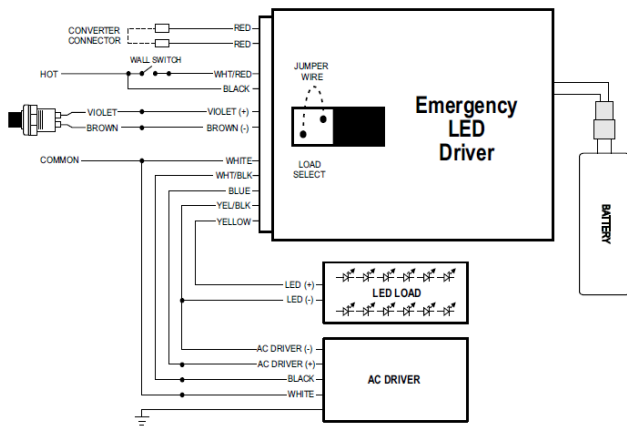 CONVERTER
CONNECTOR
RED
RED
WALL SWITCH
HOT
WHT/RED
BLACK
VIOLET
VIOLET (+)
BROWN
BROWN (-)
COMMON
WHITE
WHT/BLK
BLUE
YEL/BLK
YELLOW
JUMPER
WIRE
LOAD
SELECT
Emergency
LED
Driver
BATTERY
LED (+)
LED (-)
LED LOAD
AC DRIVER (-)
AC DRIVER (+)
BLACK
WHITE
AC DRIVER